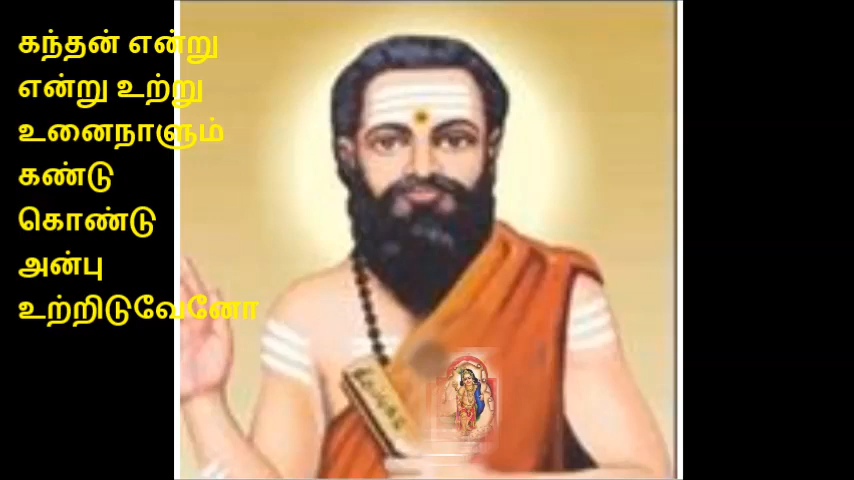 கந்தன் என்று
என்று உற்று
உனைநாளும்
கண்டு
கொண்டு
அன்பு
உற்றிடுவேனோ